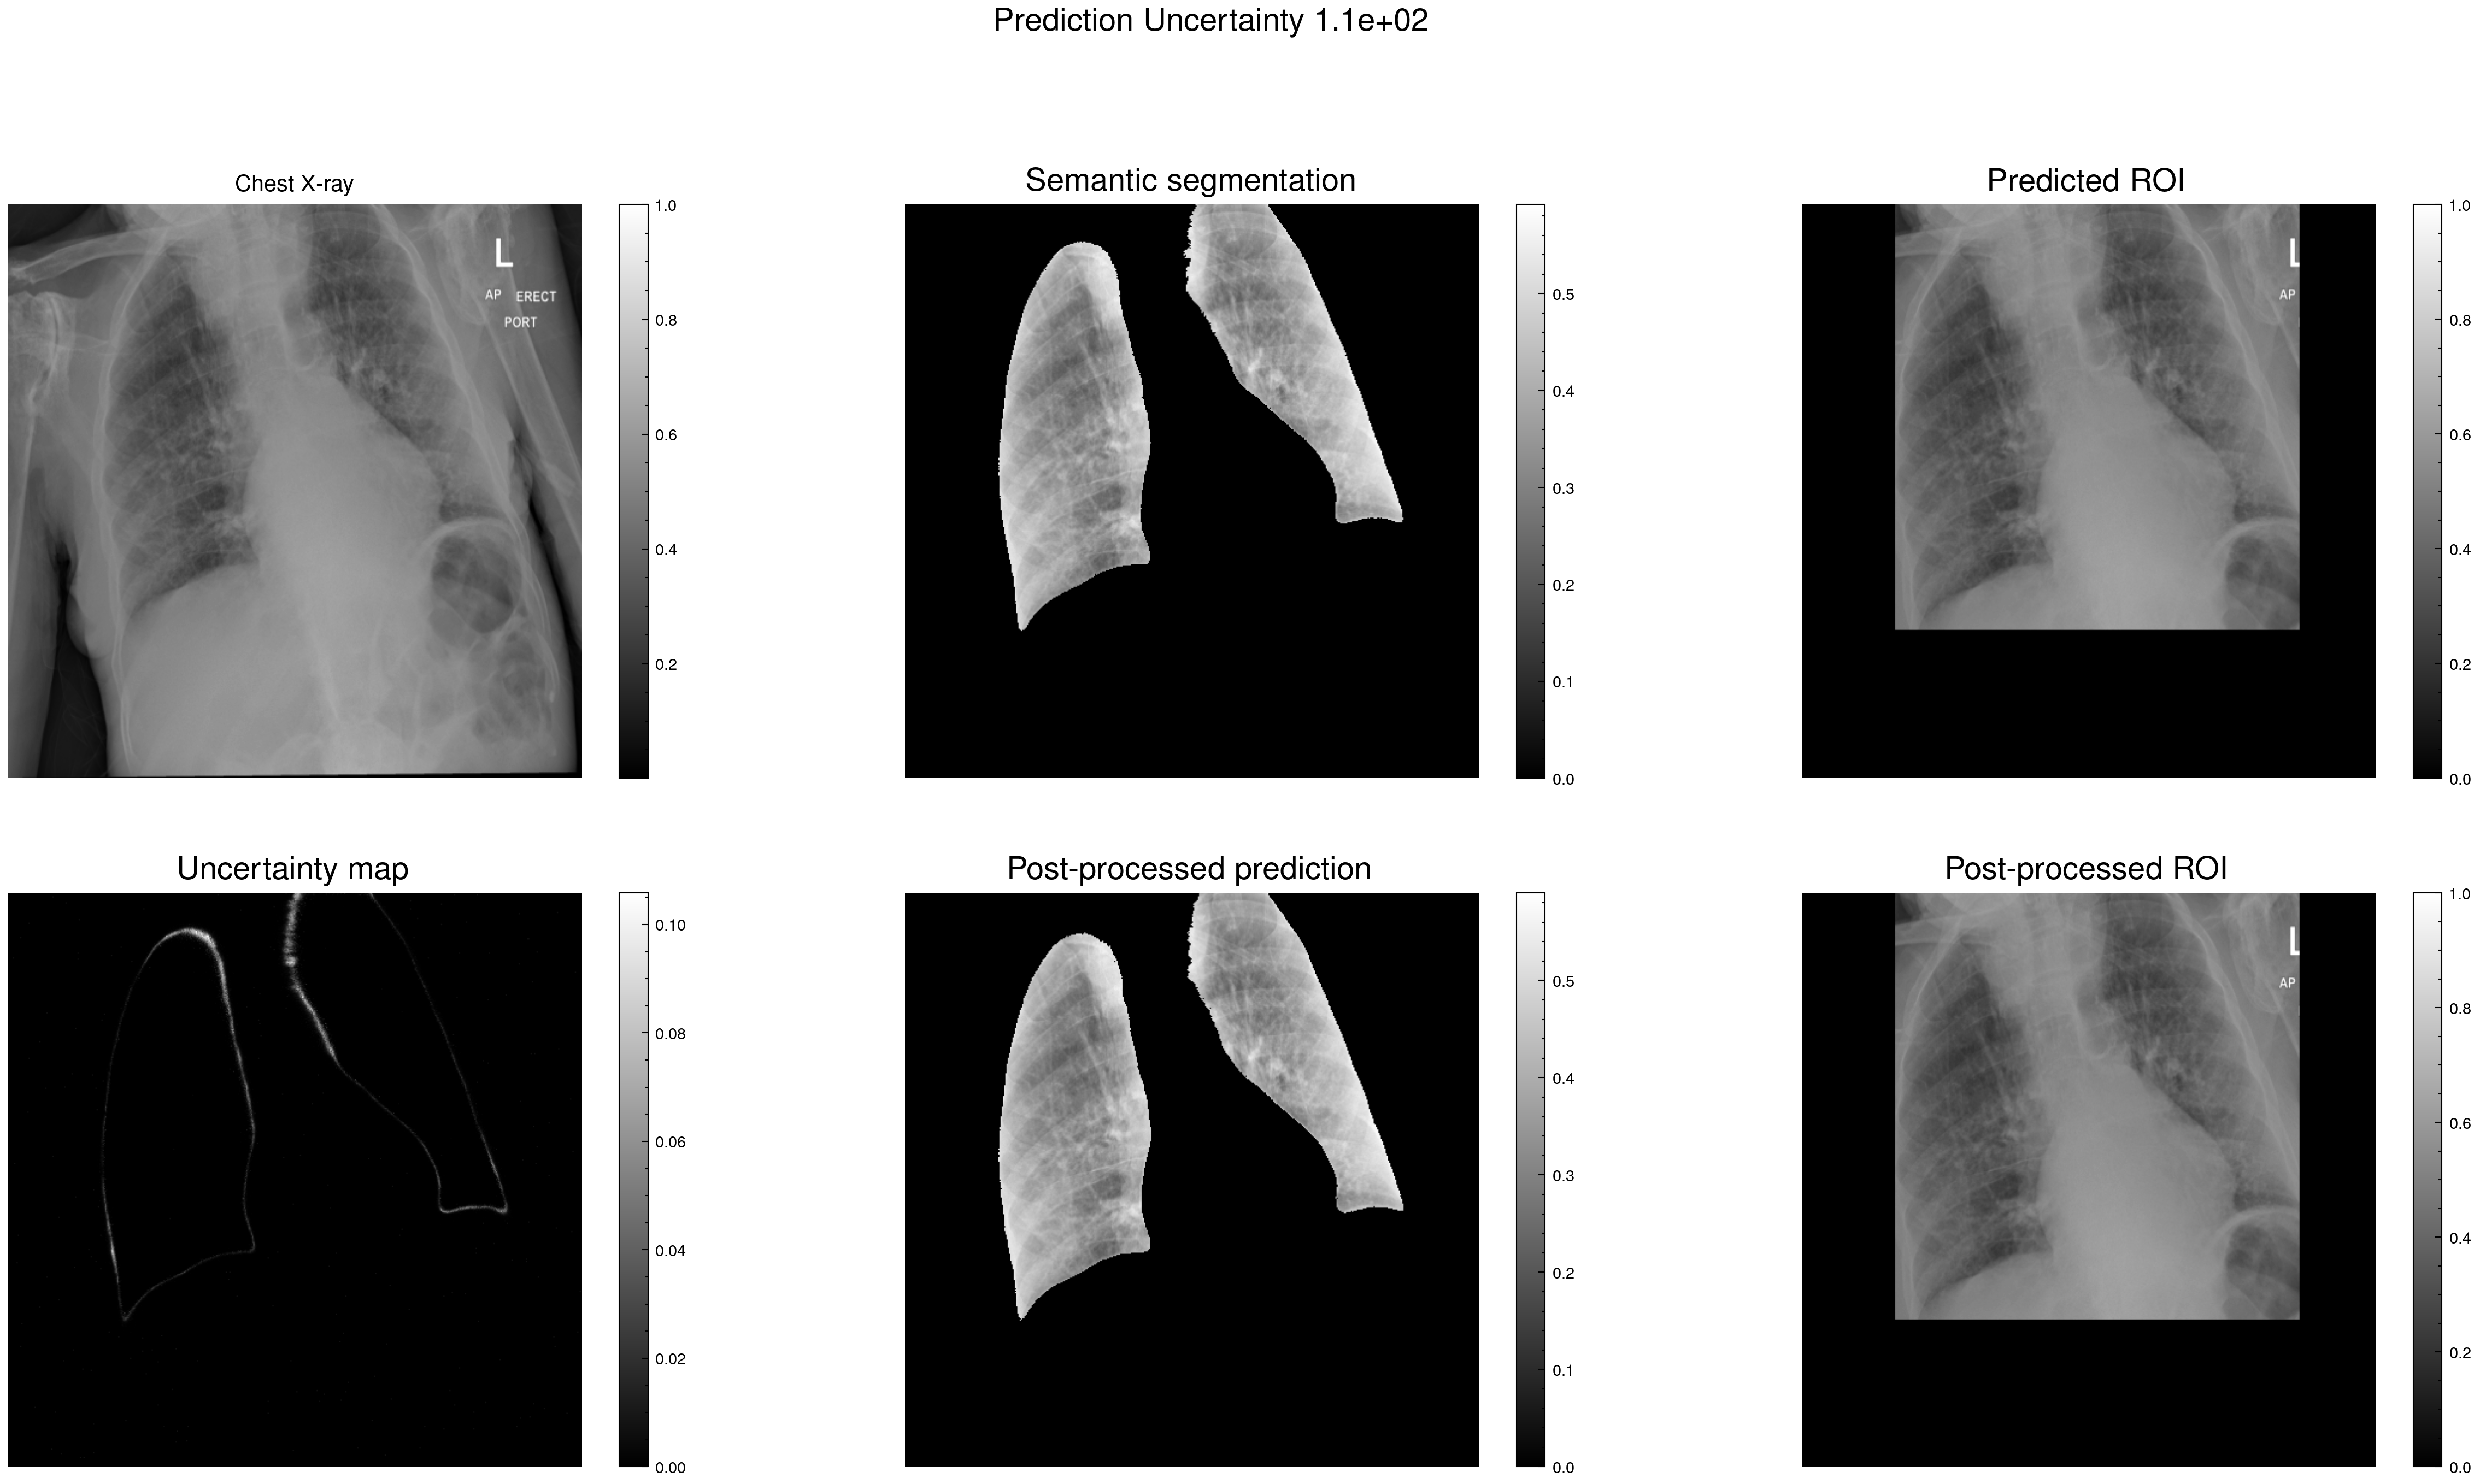 Prediction Uncertainty 1.1e+02
Chest X-ray
L
AP ERECT
PORT
1.0
0.8
0.6
0.4
0.2
Semantic segmentation
0.5
0.4
0.3
0.2
0.1
0.0
Predicted ROI
AP
1.0
0.8
0.6
0.4
0.2
0.0
Uncertainty map
0.10
0.08
0.06
0.04
0.02
0.00
Post-processed prediction
0.5
0.4
0.3
0.2
0.1
0.0
Post-processed ROI
L
AP
1.0
0.8
0.6
0.4
0.2
0.0